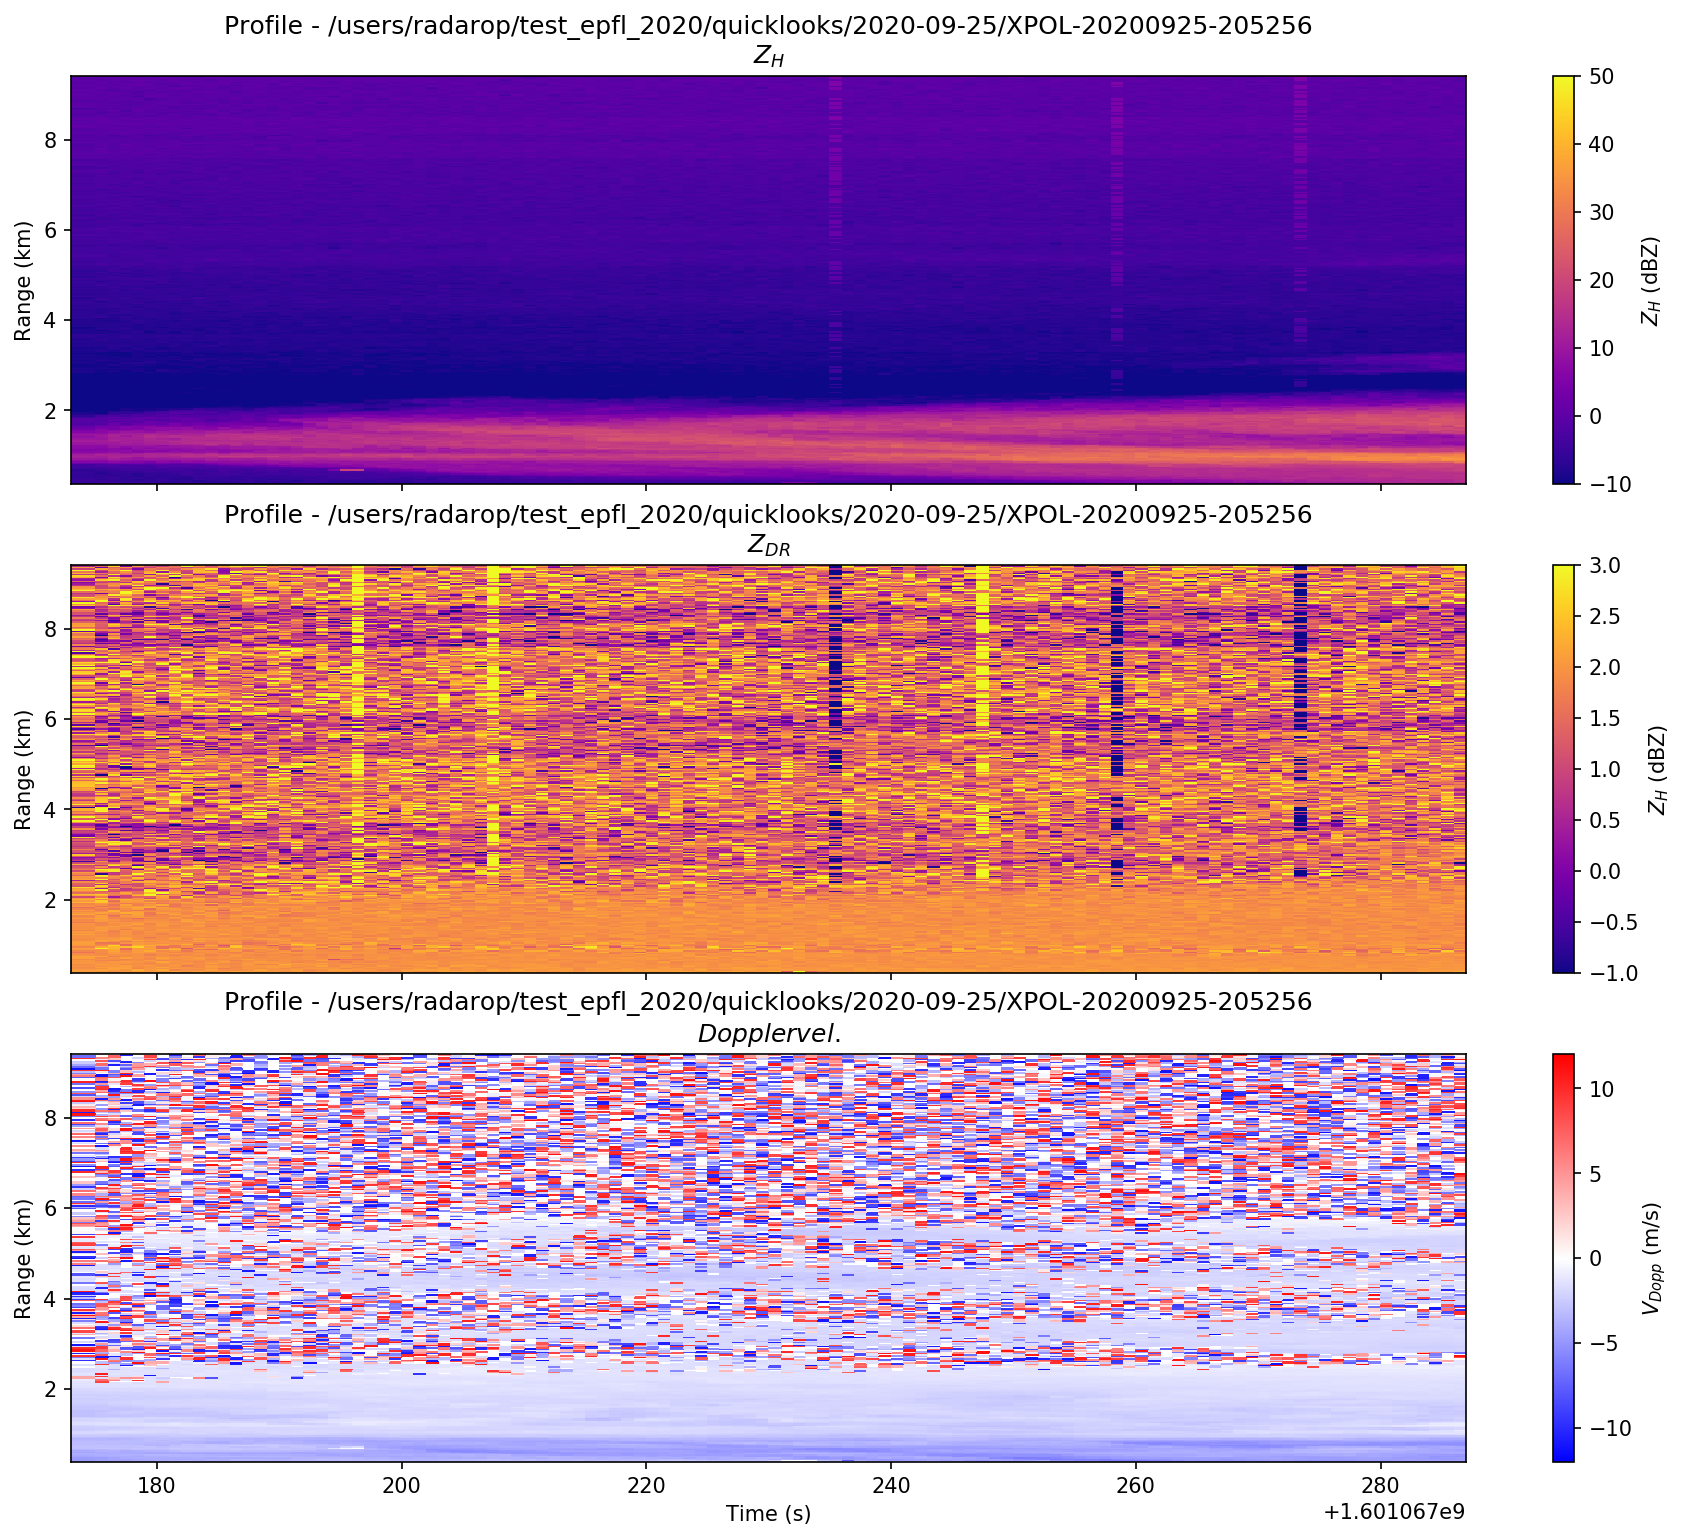 Profile - /users/radarop/test_epfl_2020/quicklooks/2020-09-25/XPOL-20200925-205256
Z_H
50
40
30
20
10
0
−10
Z_H (dBZ)
8
6
4
2
Range (km)
Profile - /users/radarop/test_epfl_2020/quicklooks/2020-09-25/XPOL-20200925-205256
Z_DR
3.0
2.5
2.0
1.5
1.0
0.5
0.0
−0.5
−1.0
Z_H (dBZ)
8
6
4
2
Range (km)
Profile - /users/radarop/test_epfl_2020/quicklooks/2020-09-25/XPOL-20200925-205256
Dopplervel.
10
5
0
−5
−10
V_Dopp (m/s)
8
6
4
2
Range (km)
180 200 220 240 260 280
Time (s)
+1.601067e9